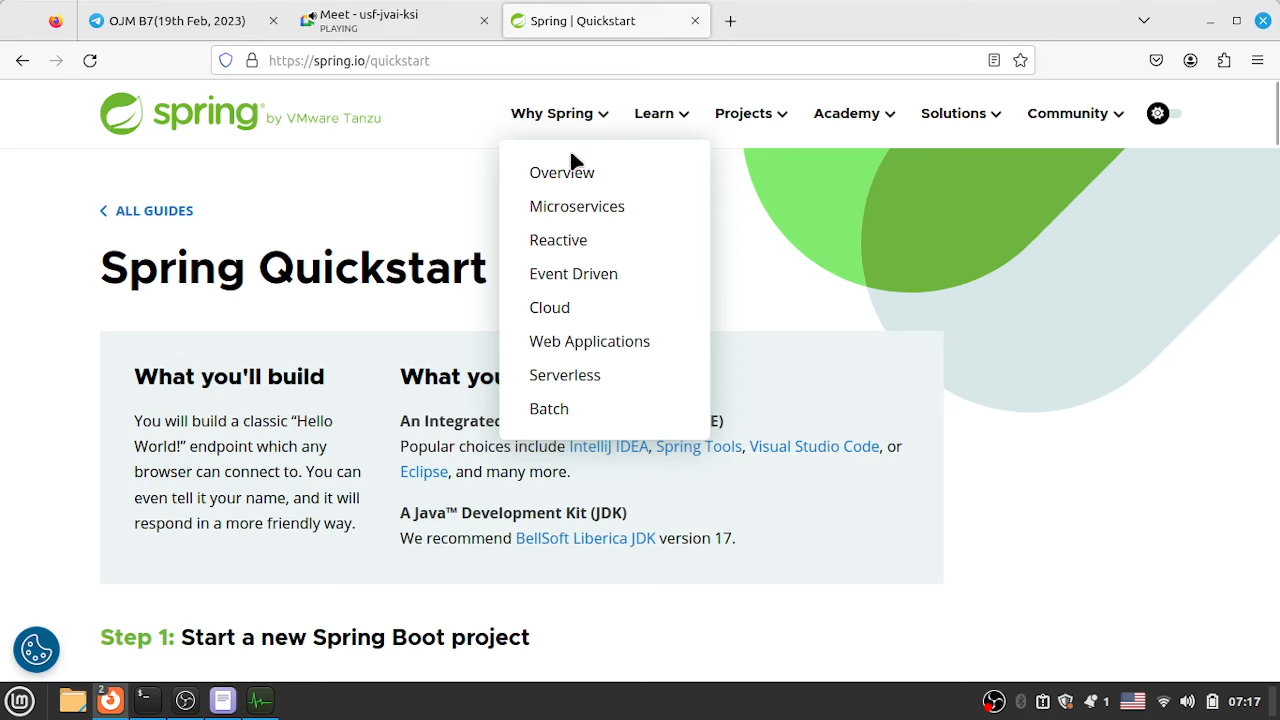 OJM B7(19th Feb, 2023)
Meet - usf-jvai-ksi
PLAYING
Spring | Quickstart
https://spring.io/quickstart
spring by VMware Tanzu
Why Spring
Learn
Projects
Academy
Solutions
Community
Overview
Microservices
Reactive
Event Driven
Cloud
Web Applications
Serverless
Batch
ALL GUIDES
Spring Quickstart
What you'll build
You will build a classic “Hello
World!” endpoint which any
browser can connect to. You can
even tell it your name, and it will
respond in a more friendly way.
What you
An Integrated E)
Popular choices include IntelliJ IDEA, Spring Tools, Visual Studio Code, or
Eclipse, and many more.
A Java™ Development Kit (JDK)
We recommend BellSoft Liberica JDK version 17.
Step 1: Start a new Spring Boot project
2
1
07:17